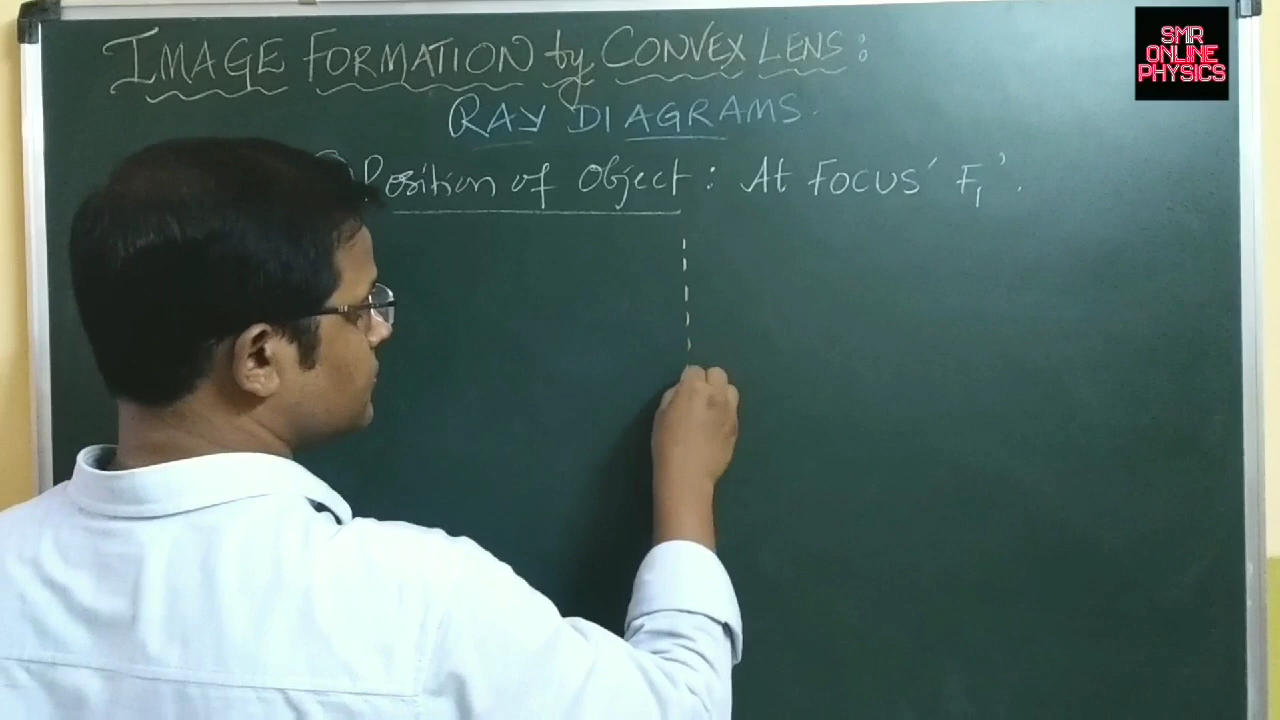 IMAGE FORMATION by CONVEX LENS:
RAY DIAGRAMS.
Position of Object: At FOCUS 'F₁'.
SMR
ONLINE
PHYSICS